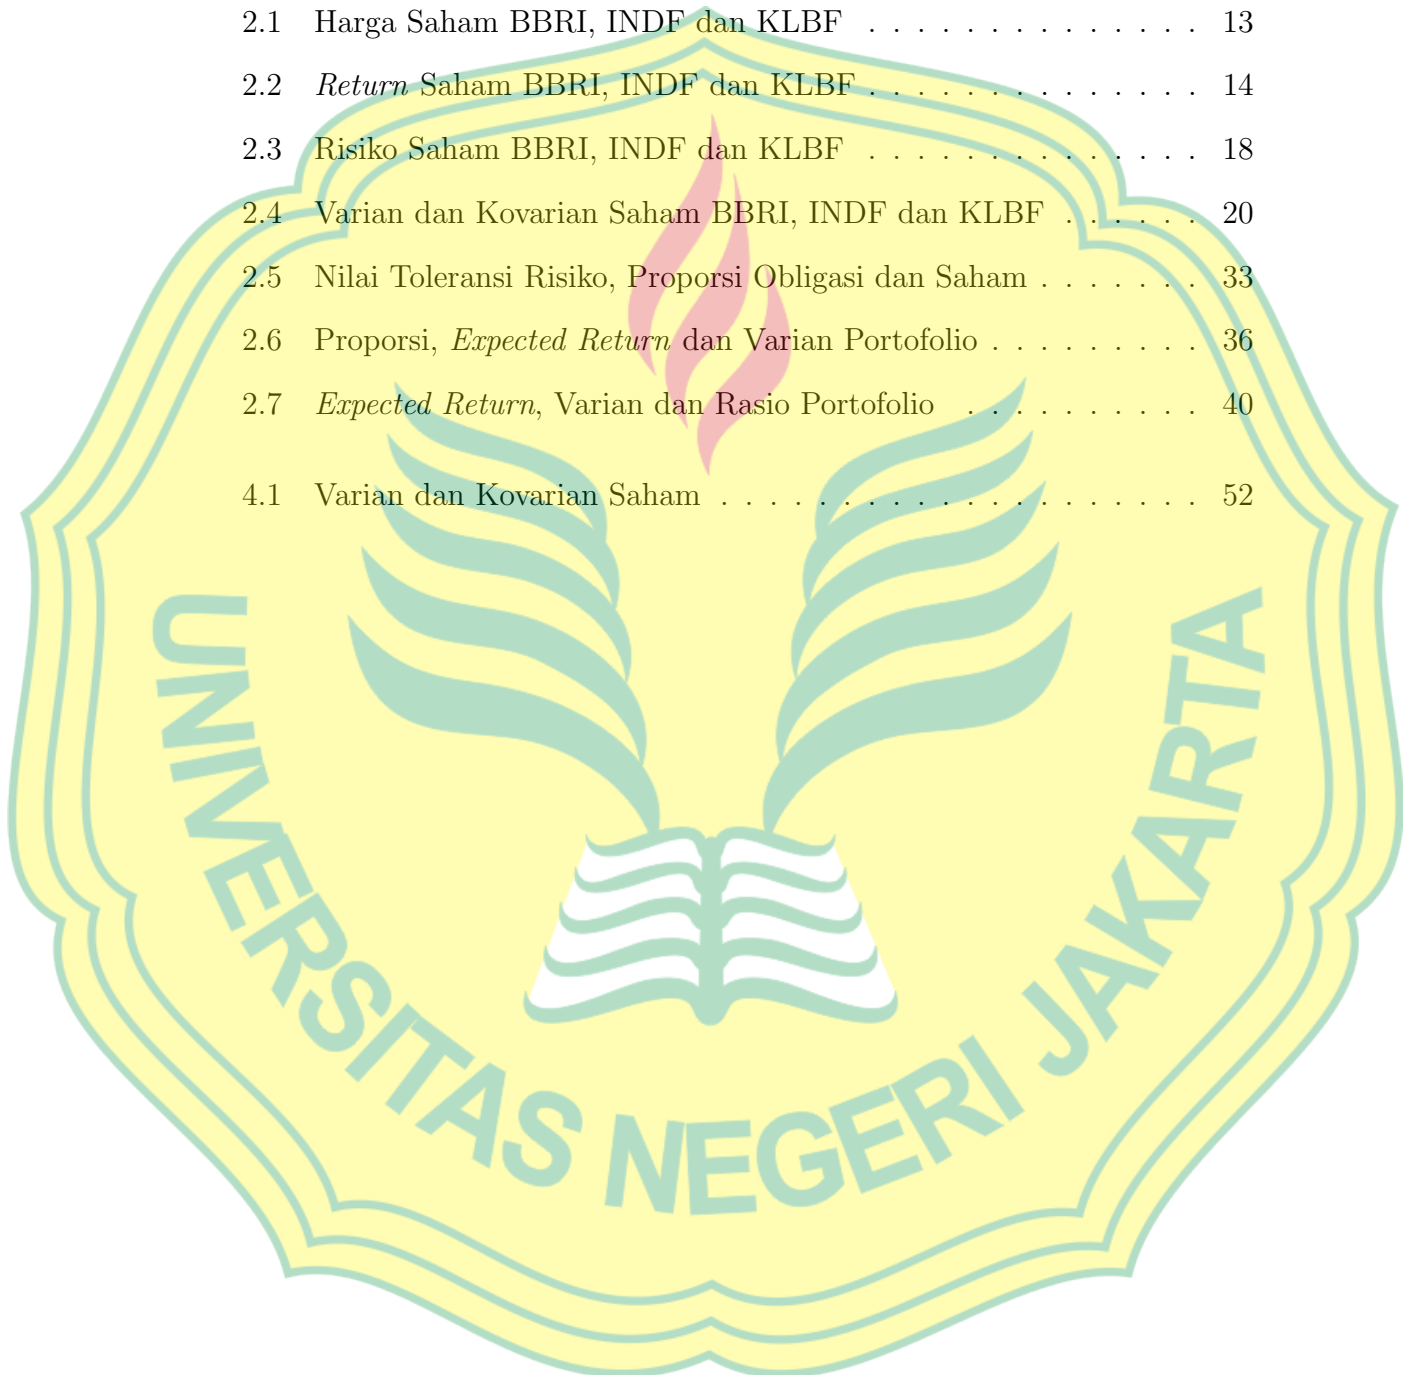 2.1 Harga Saham BBRI, INDF dan KLBF . . . . . . . . . . . . . . 13
2.2 Return Saham BBRI, INDF dan KLBF . . . . . . . . . . . . . . 14
2.3 Risiko Saham BBRI, INDF dan KLBF . . . . . . . . . . . . . . 18
2.4 Varian dan Kovarian Saham BBRI, INDF dan KLBF . . . . . . 20
2.5 Nilai Toleransi Risiko, Proporsi Obligasi dan Saham . . . . . . . 33
2.6 Proporsi, Expected Return dan Varian Portofolio . . . . . . . . . 36
2.7 Expected Return, Varian dan Rasio Portofolio . . . . . . . . . . 40
4.1 Varian dan Kovarian Saham . . . . . . . . . . . . . . . . . . . . 52
UNIVERSITAS NEGERI JAKARTA